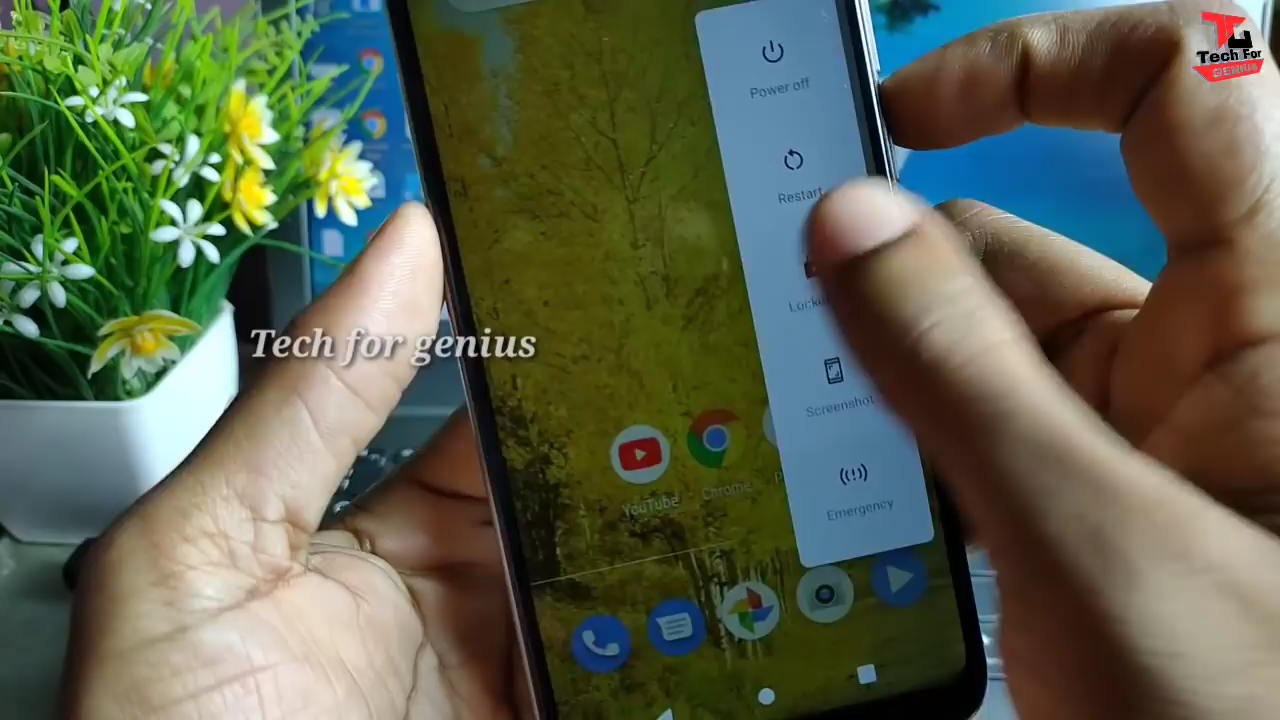 Power off
Restart
Screenshot
Emergency
YouTube
Chrome
Tech for genius
Tech For
GENIUS